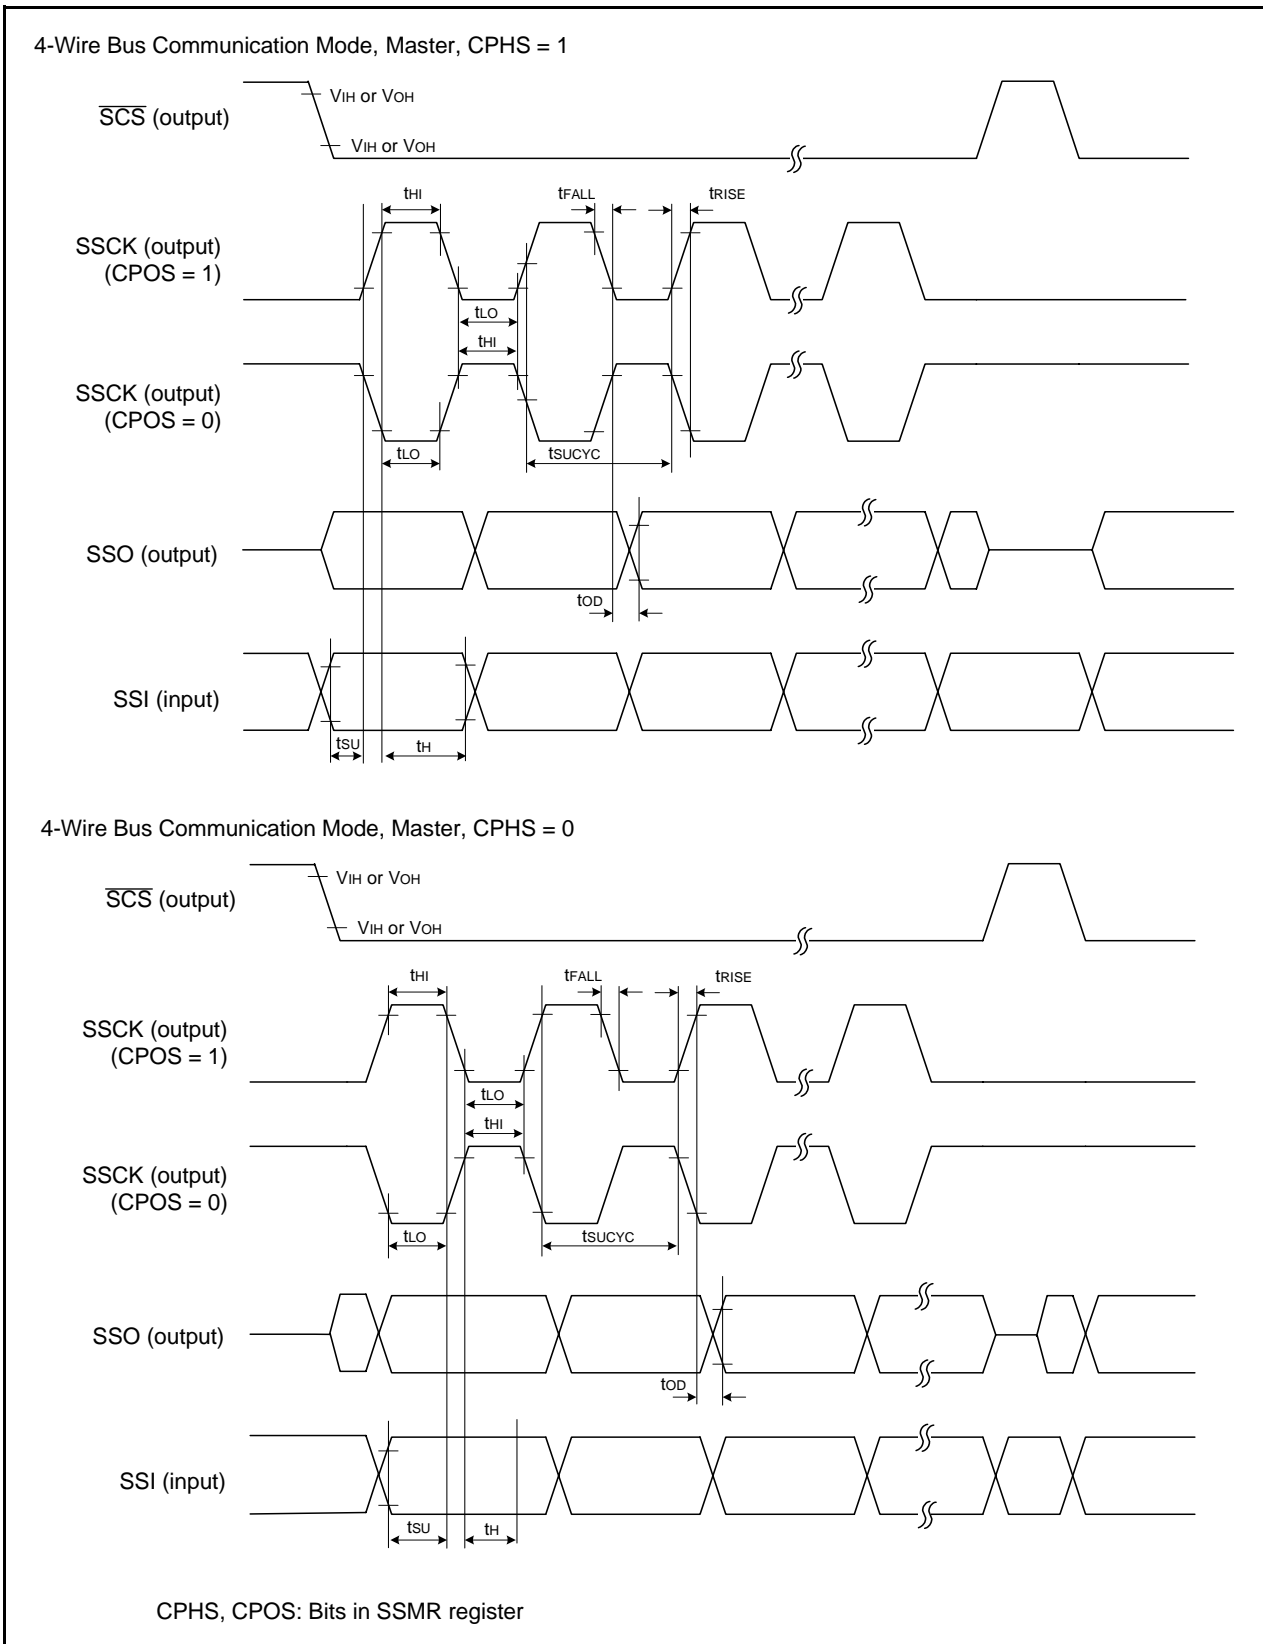 4-Wire Bus Communication Mode, Master, CPHS = 1
SCS (output)
VIH or VOH
VIH or VOH
tHI
tFALL
tRISE
SSCK (output)
(CPOS = 1)
tLO
tHI
SSCK (output)
(CPOS = 0)
tLO
tSUCYC
SSO (output)
tOD
SSI (input)
tSU
tH
4-Wire Bus Communication Mode, Master, CPHS = 0
SCS (output)
VIH or VOH
VIH or VOH
tHI
tFALL
tRISE
SSCK (output)
(CPOS = 1)
tLO
tHI
SSCK (output)
(CPOS = 0)
tLO
tSUCYC
SSO (output)
tOD
SSI (input)
tSU
tH
CPHS, CPOS: Bits in SSMR register